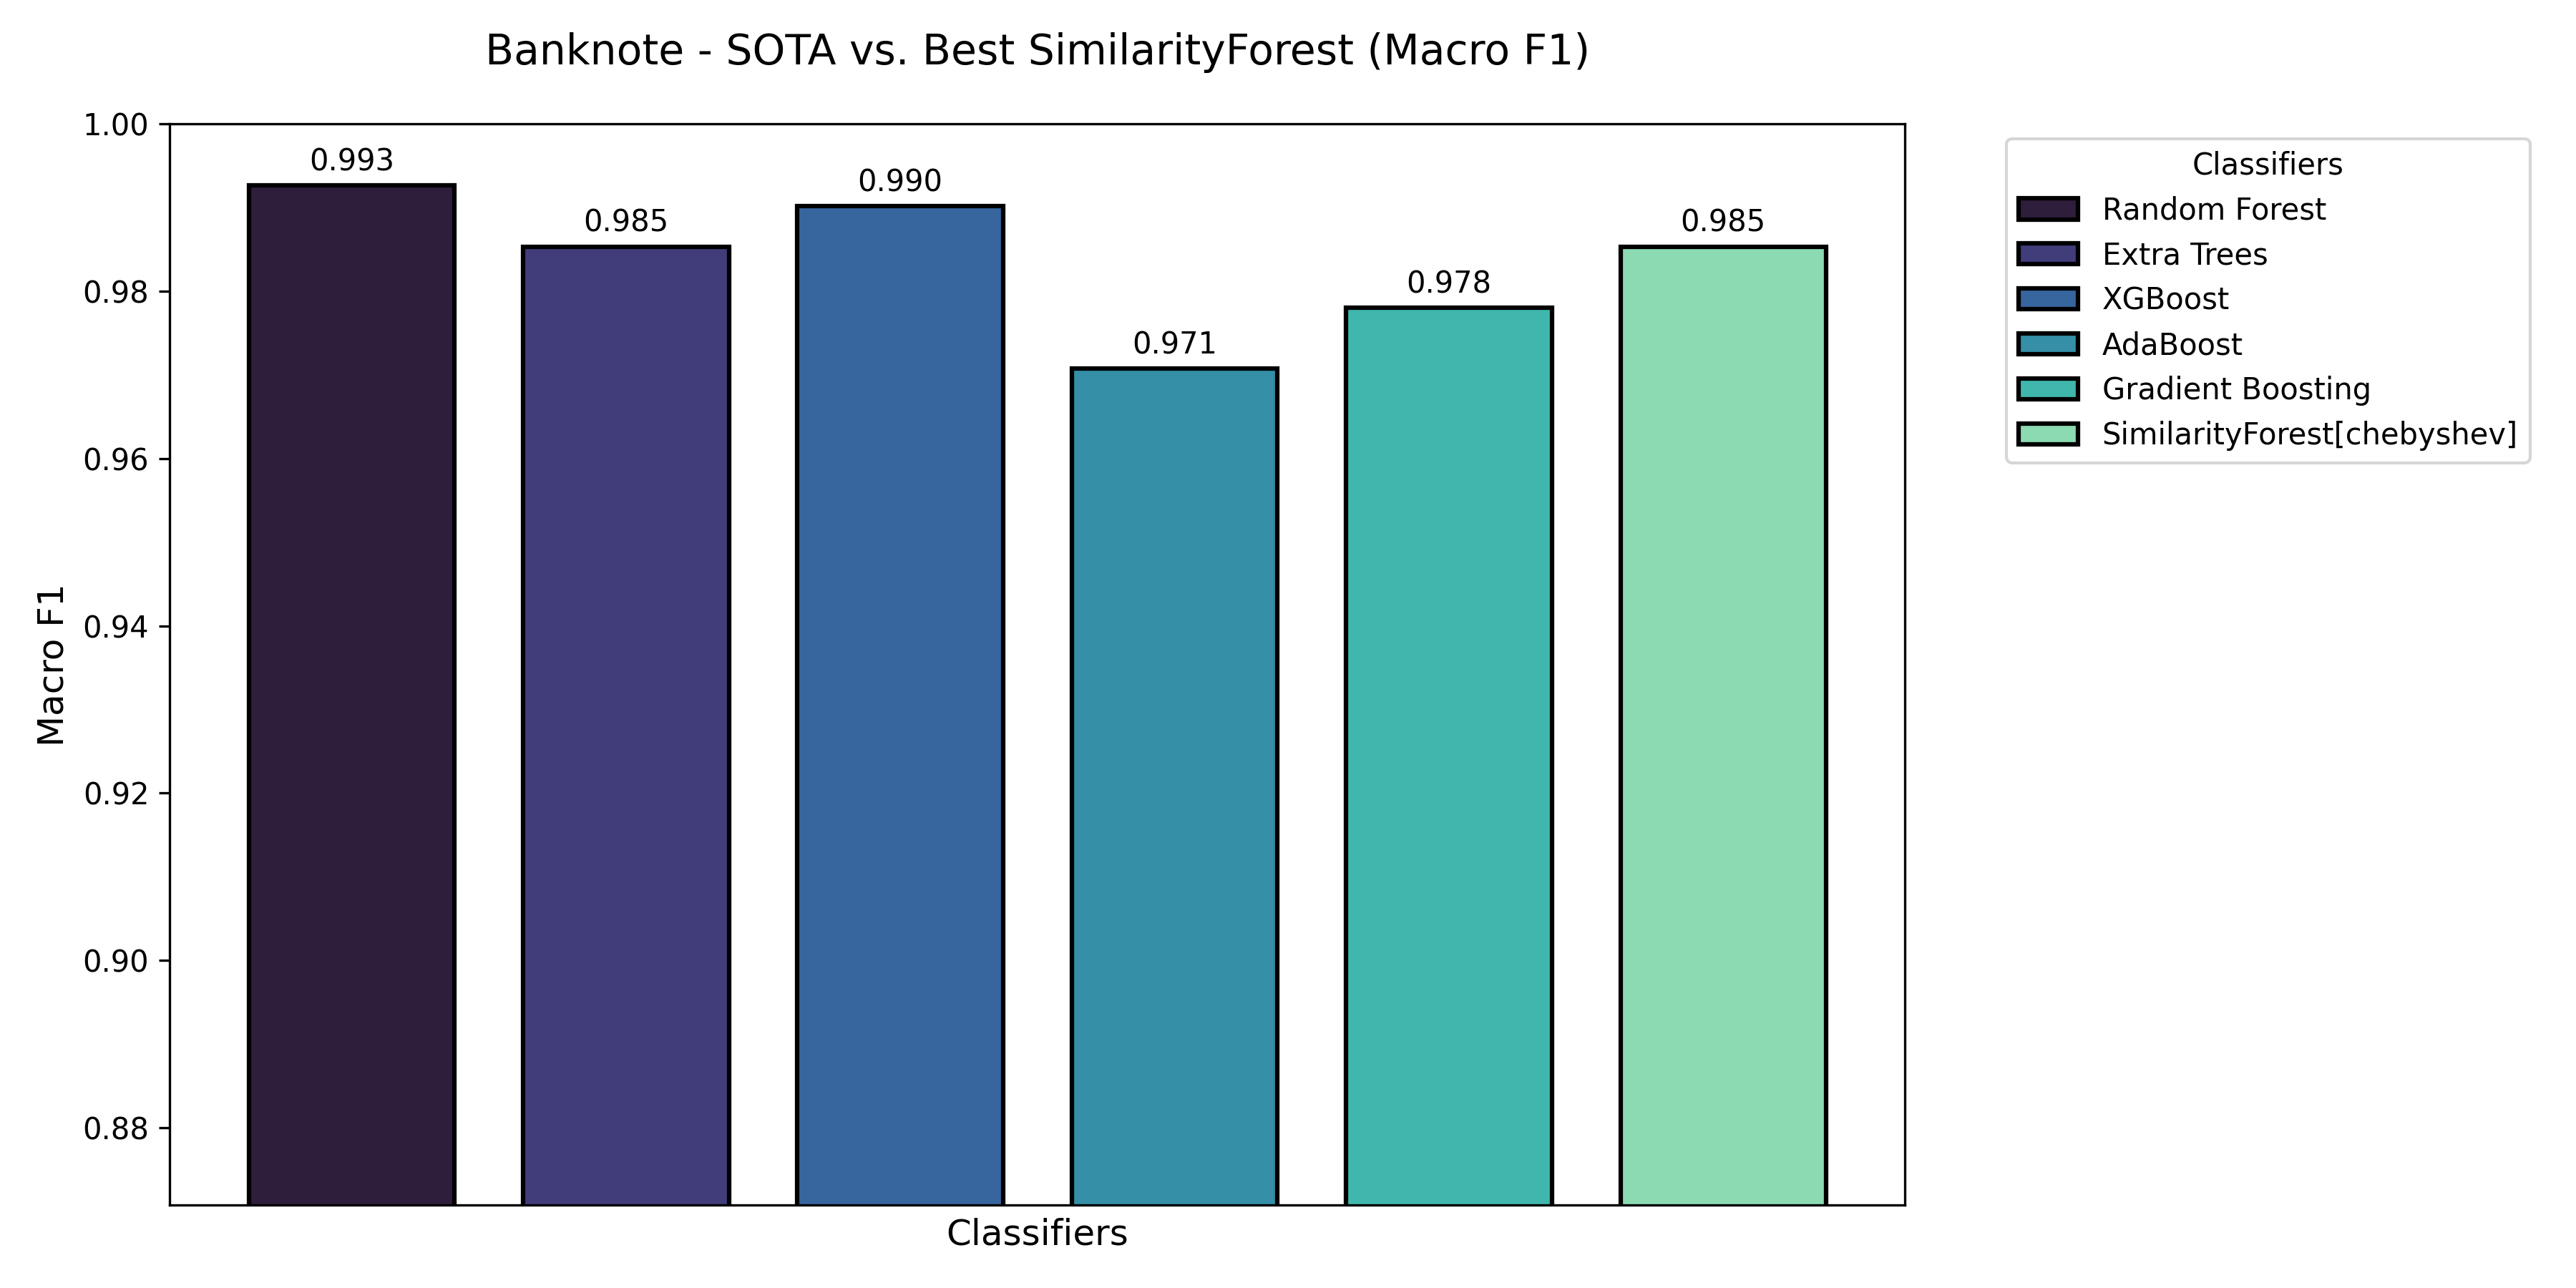 Banknote - SOTA vs. Best SimilarityForest (Macro F1)
Macro F1
1.00
0.98
0.96
0.94
0.92
0.90
0.88
0.993
0.985
0.990
0.971
0.978
0.985
Classifiers
Classifiers
Random Forest
Extra Trees
XGBoost
AdaBoost
Gradient Boosting
SimilarityForest[chebyshev]